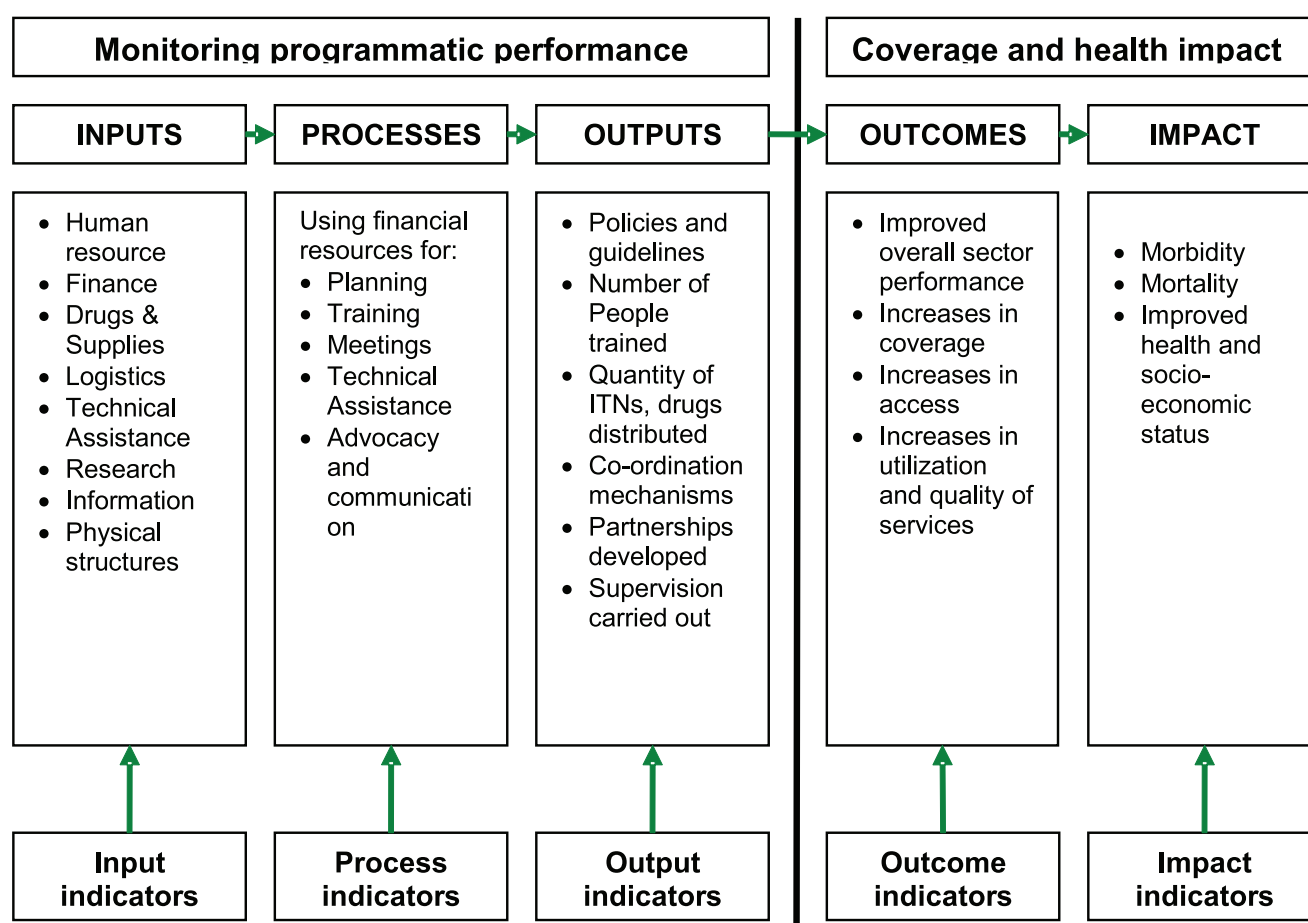 Monitoring programmatic performance
Coverage and health impact
INPUTS
PROCESSES
OUTPUTS
OUTCOMES
IMPACT
• Human
resource
• Finance
• Drugs &
Supplies
• Logistics
• Technical
Assistance
• Research
• Information
• Physical
structures
Using financial
resources for:
• Planning
• Training
• Meetings
• Technical
Assistance
• Advocacy
and
communicati
on
• Policies and
guidelines
• Number of
People
trained
• Quantity of
ITNs, drugs
distributed
• Co-ordination
mechanisms
• Partnerships
developed
• Supervision
carried out
• Improved
overall sector
performance
• Increases in
coverage
• Increases in
access
• Increases in
utilization
and quality of
services
• Morbidity
• Mortality
• Improved
health and
socio-
economic
status
Input
indicators
Process
indicators
Output
indicators
Outcome
indicators
Impact
indicators